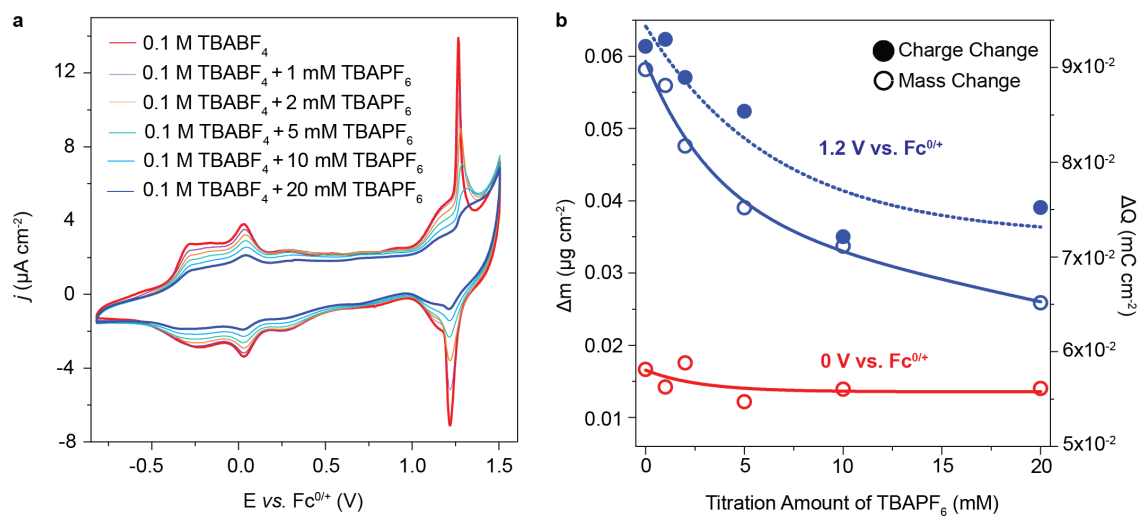 a
0.1 M TBABF₄
0.1 M TBABF₄ + 1 mM TBAPF₆
0.1 M TBABF₄ + 2 mM TBAPF₆
0.1 M TBABF₄ + 5 mM TBAPF₆
0.1 M TBABF₄ + 10 mM TBAPF₆
0.1 M TBABF₄ + 20 mM TBAPF₆
12
8
4
0
-4
-8
j (µA cm⁻²)
-0.5
0.0
0.5
1.0
1.5
E vs. Fc⁰/⁺ (V)
b
Charge Change
Mass Change
1.2 V vs. Fc⁰/⁺
0 V vs. Fc⁰/⁺
0.06
0.05
0.04
0.03
0.02
0.01
Δm (µg cm⁻²)
9x10⁻²
8x10⁻²
7x10⁻²
6x10⁻²
5x10⁻²
ΔQ (mC cm⁻²)
0
5
10
15
20
Titration Amount of TBAPF₆ (mM)